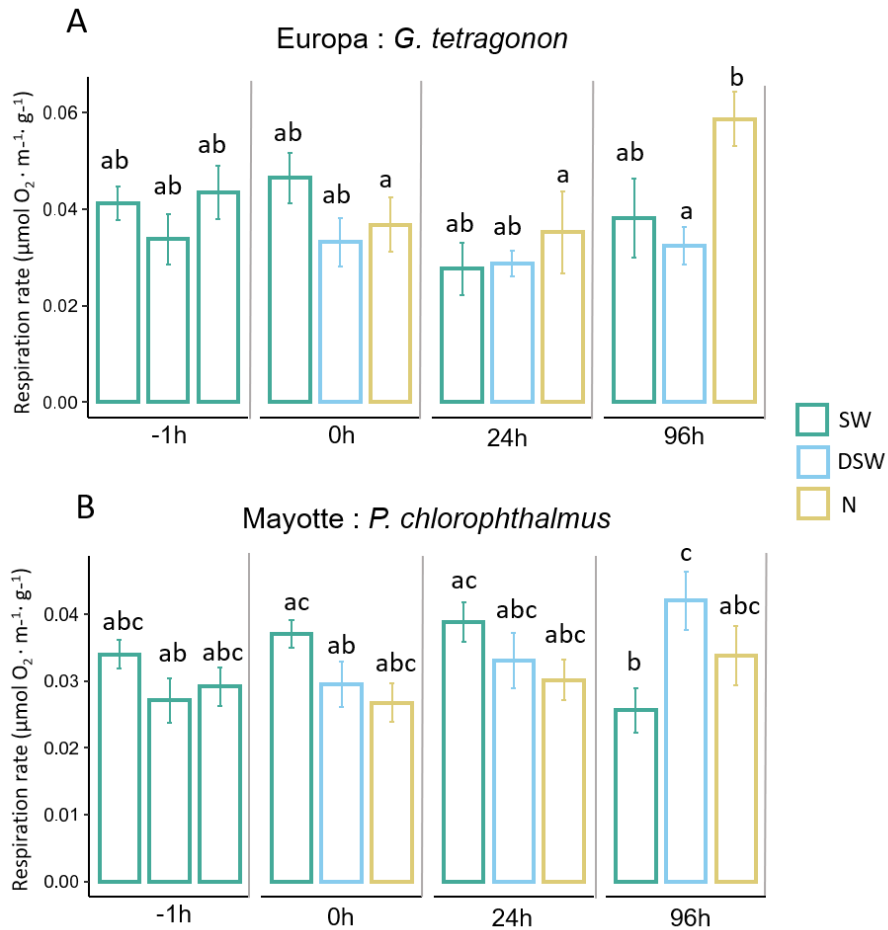 A
Europa : G. tetragonon
Respiration rate (µmol O₂ · m⁻¹· g⁻¹)
0.06
0.04
0.02
0.00
ab
ab
ab
ab
ab
a
ab
ab
a
ab
a
b
-1h
0h
24h
96h
SW
DSW
N
B
Mayotte : P. chlorophthalmus
Respiration rate (µmol O₂ · m⁻¹· g⁻¹)
0.04
0.03
0.02
0.01
0.00
abc
ab
abc
ac
ab
abc
ac
abc
abc
b
c
abc
-1h
0h
24h
96h